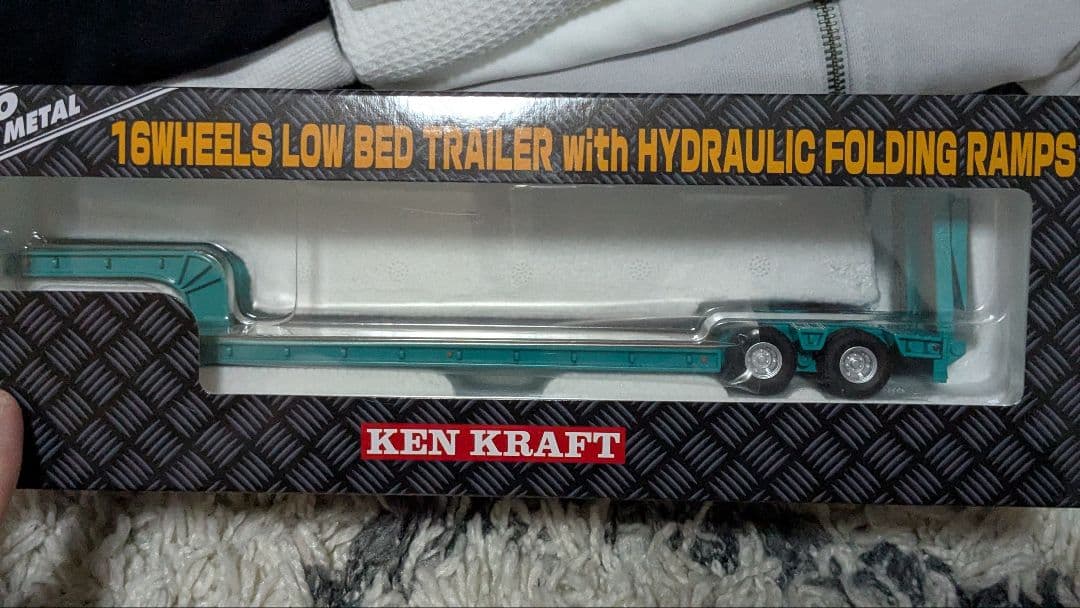 METAL
16WHEELS LOW BED TRAILER with HYDRAULIC FOLDING RAMPS
KEN KRAFT